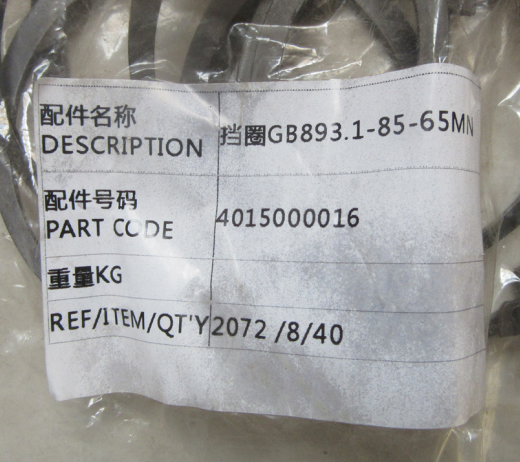 配件名称
DESCRIPTION
挡圈GB893.1-85-65MN
配件号码
PART CODE
4015000016
重量KG
REF/ITEM/QT'Y 2072 /8/40